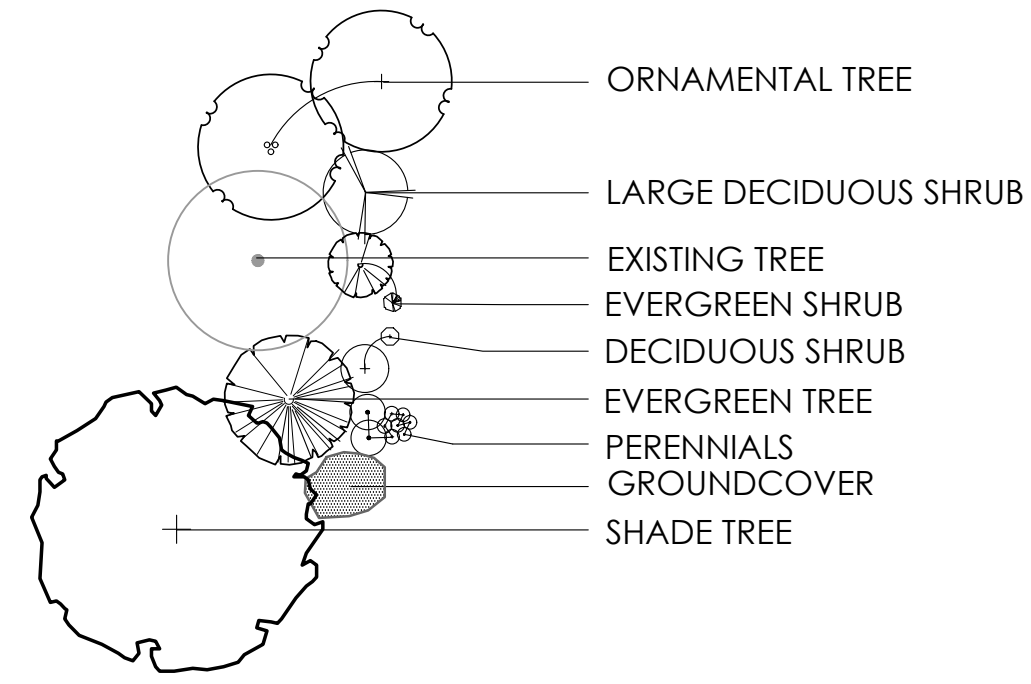 ORNAMENTAL TREE
LARGE DECIDUOUS SHRUB
EXISTING TREE
EVERGREEN SHRUB
DECIDUOUS SHRUB
EVERGREEN TREE
PERENNIALS
GROUNDCOVER
SHADE TREE